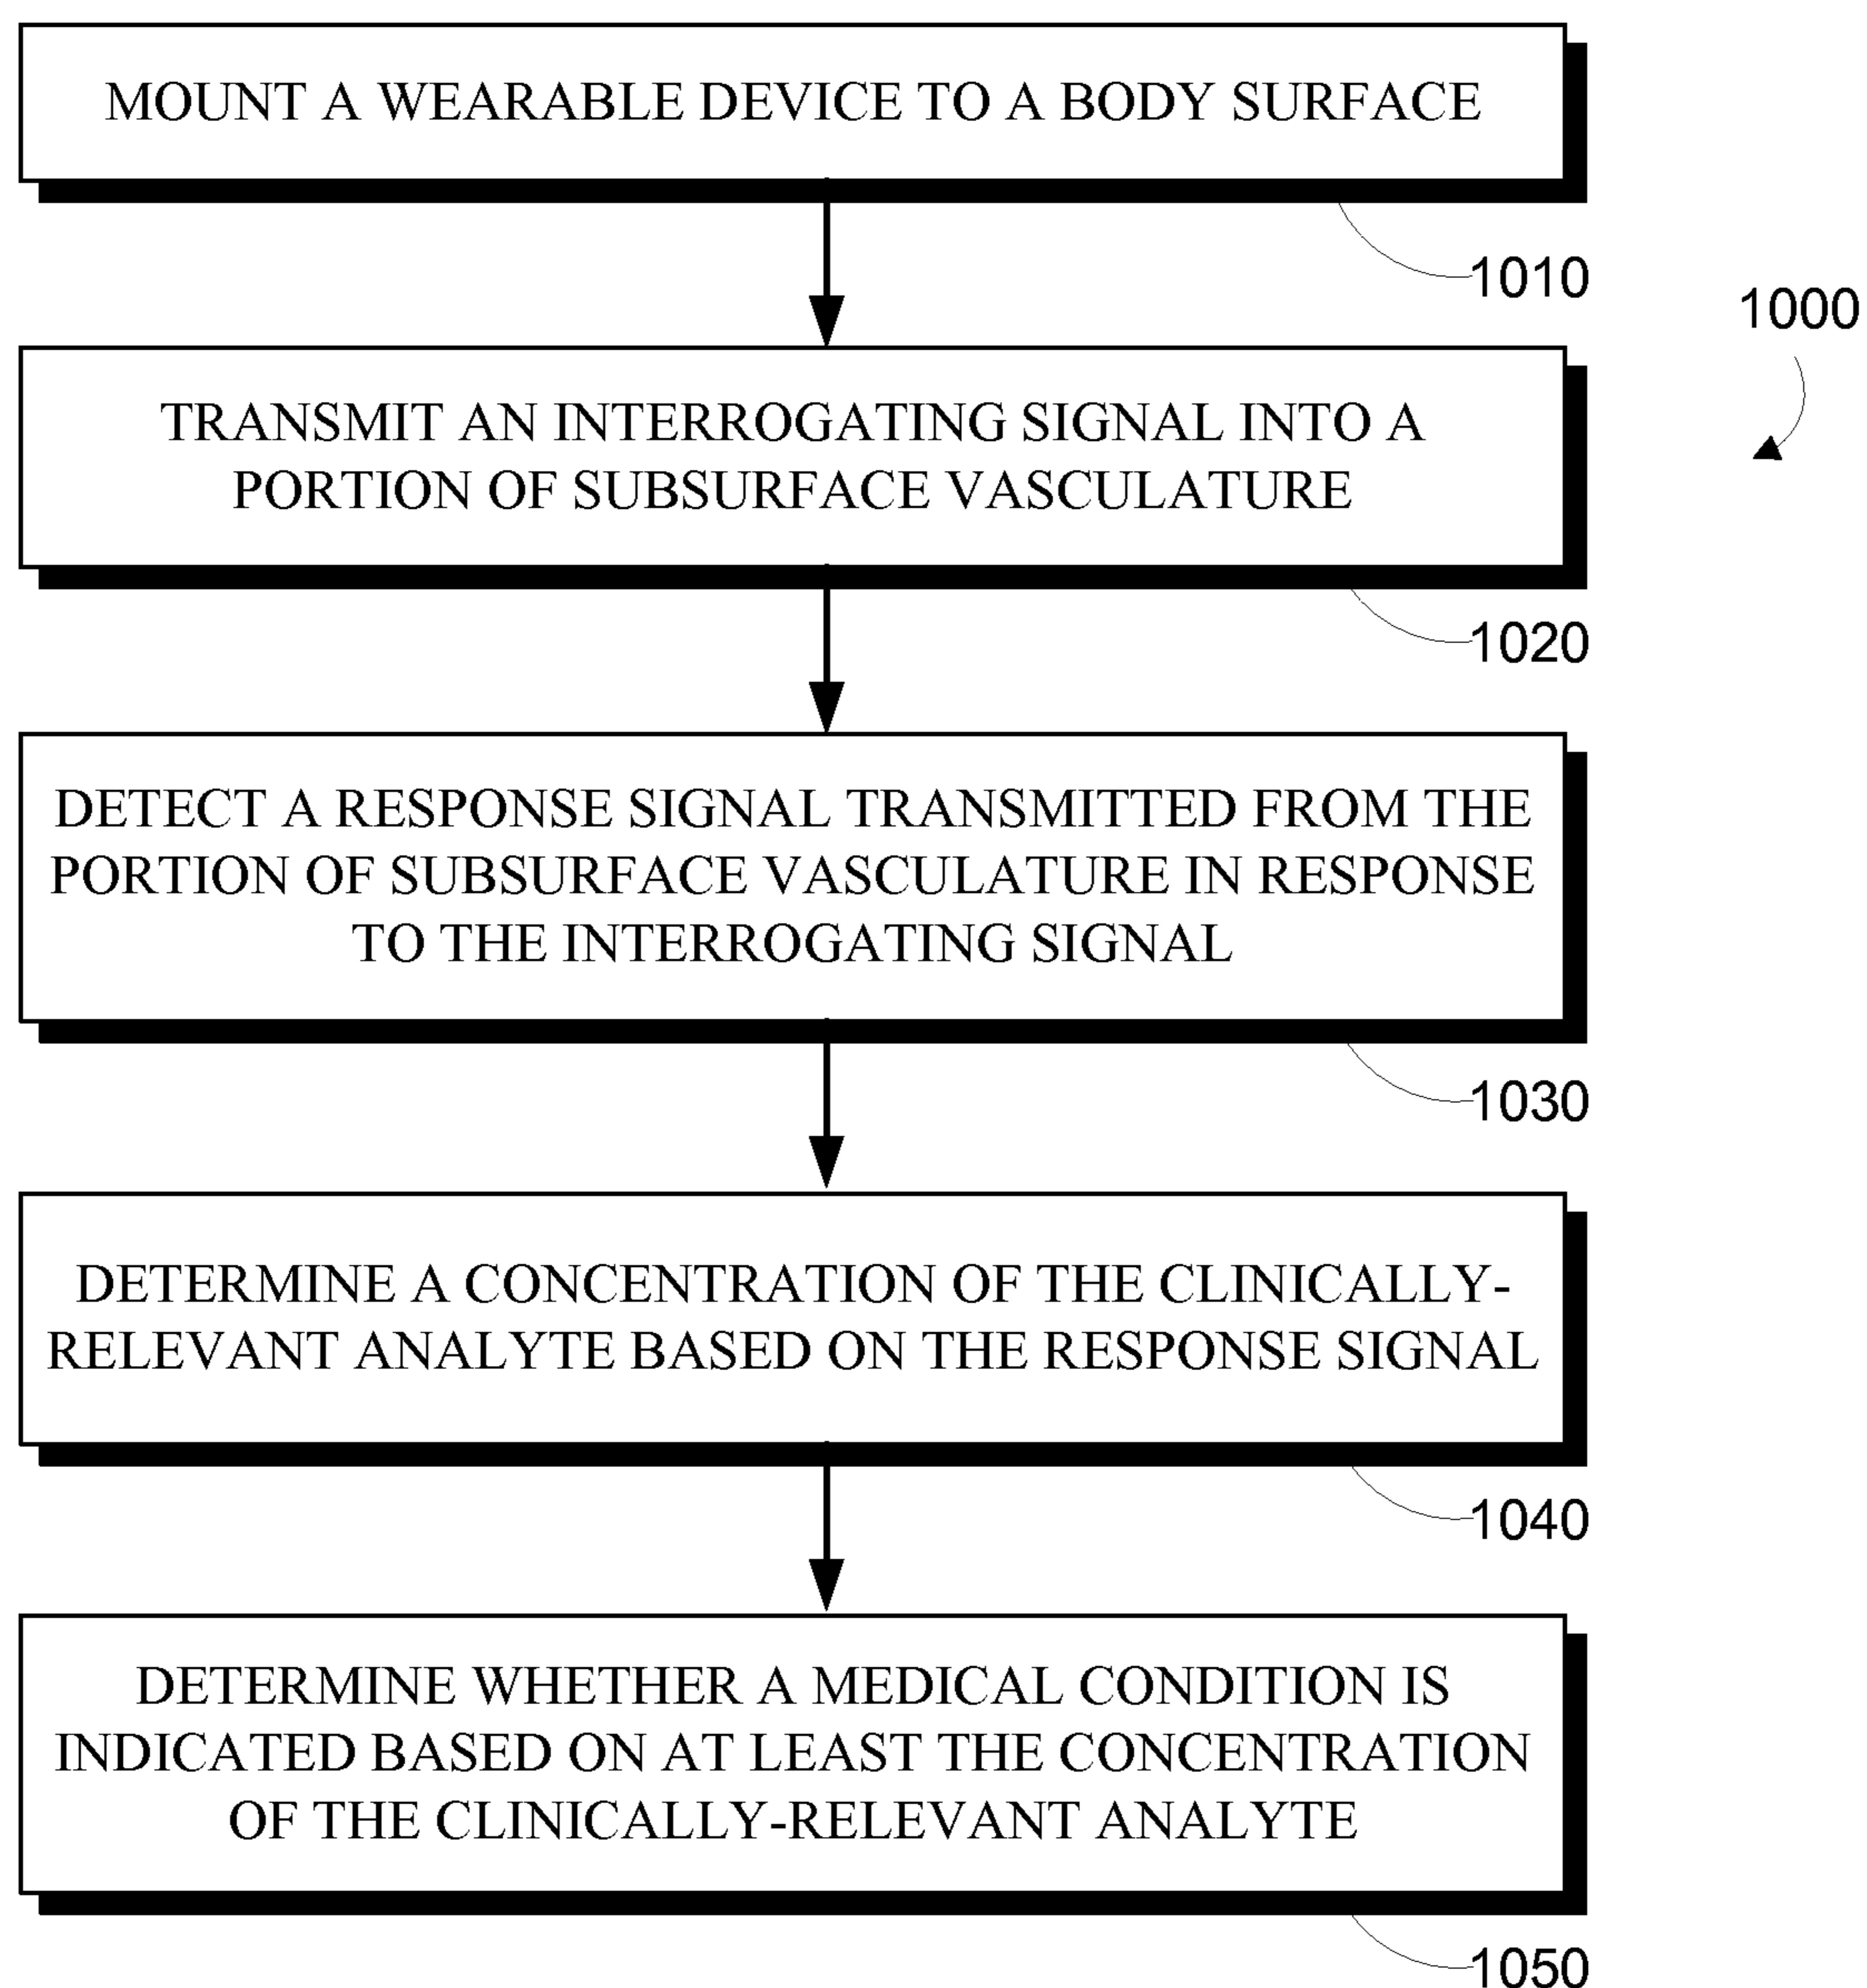 MOUNT A WEARABLE DEVICE TO A BODY SURFACE
1010
1000
TRANSMIT AN INTERROGATING SIGNAL INTO A
PORTION OF SUBSURFACE VASCULATURE
1020
DETECT A RESPONSE SIGNAL TRANSMITTED FROM THE
PORTION OF SUBSURFACE VASCULATURE IN RESPONSE
TO THE INTERROGATING SIGNAL
1030
DETERMINE A CONCENTRATION OF THE CLINICALLY-
RELEVANT ANALYTE BASED ON THE RESPONSE SIGNAL
1040
DETERMINE WHETHER A MEDICAL CONDITION IS
INDICATED BASED ON AT LEAST THE CONCENTRATION
OF THE CLINICALLY-RELEVANT ANALYTE
1050